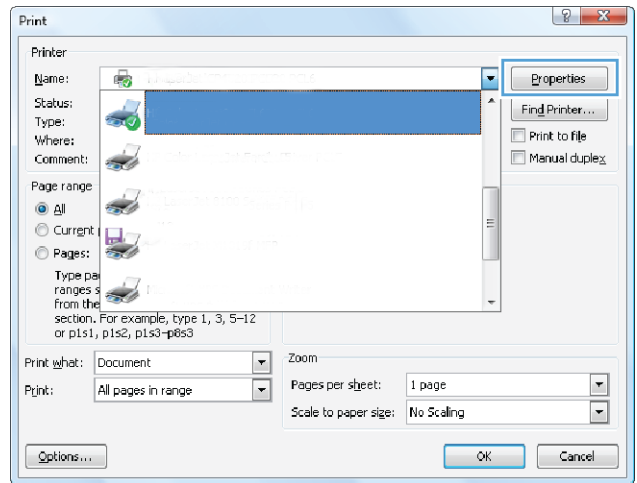 Print
Printer
Name:
Properties
Status:
Find Printer...
Type:
Print to file
Where:
Comment:
Manual duplex
Page range
All
Current
Pages:
Type
ranges
from the
section. For example, type 1, 3, 5–12
or p1s1, p1s2, p1s3–p8s3
Print what: Document
Print: All pages in range
Zoom
Pages per sheet: 1 page
Scale to paper size: No Scaling
Options...
OK
Cancel